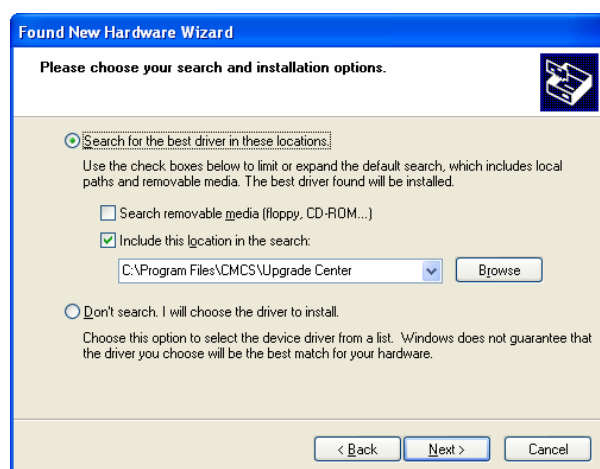 Found New Hardware Wizard
Please choose your search and installation options.
Search for the best driver in these locations.
Use the check boxes below to limit or expand the default search, which includes local
paths and removable media. The best driver found will be installed.
Search removable media (floppy, CD-ROM...)
Include this location in the search:
C:\Program Files\CMCS\Upgrade Center
Browse
Don't search. I will choose the driver to install.
Choose this option to select the device driver from a list. Windows does not guarantee that
the driver you choose will be the best match for your hardware.
< Back
Next >
Cancel